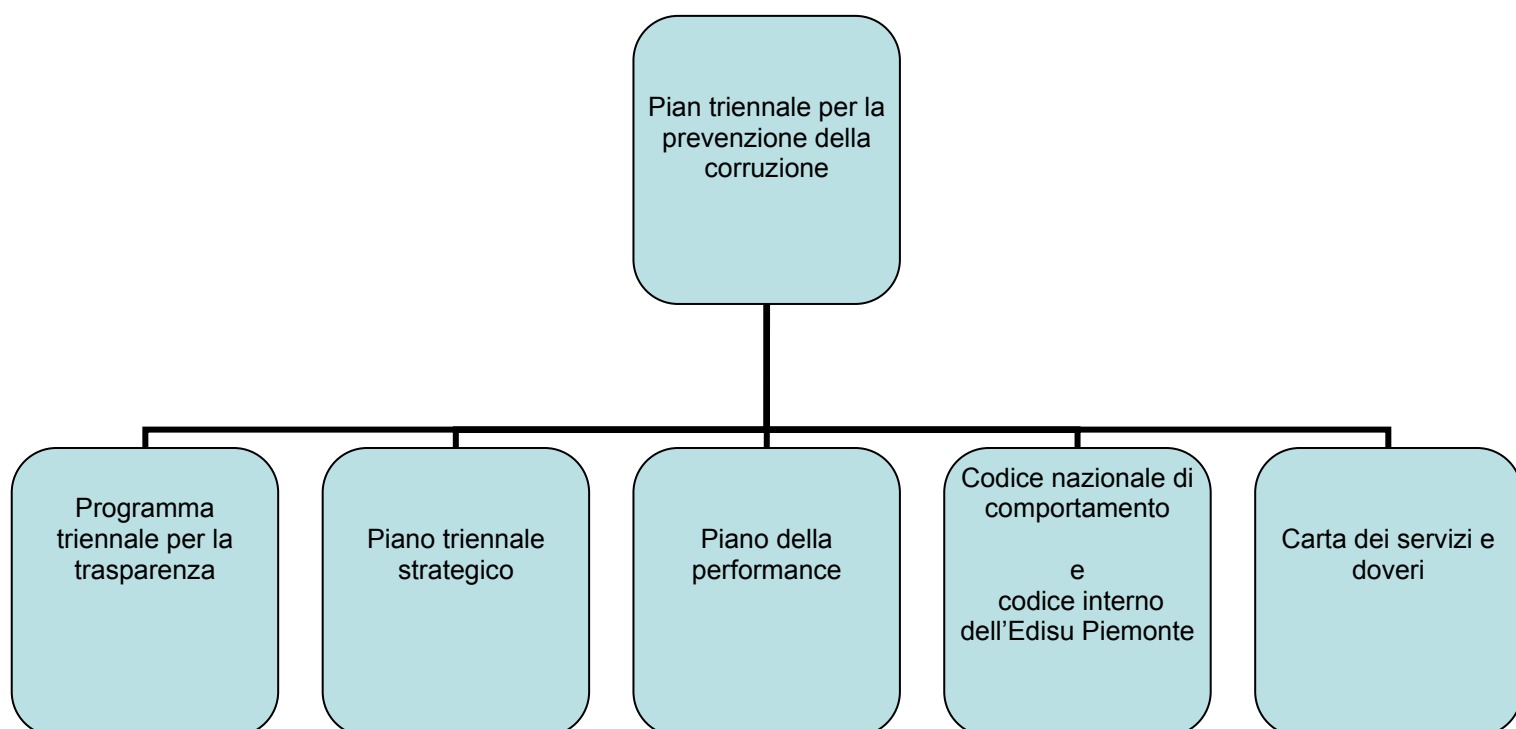 Pian triennale per la
prevenzione della
corruzione
Programma
triennale per la
trasparenza
Piano triennale
strategico
Piano della
performance
Codice nazionale di
comportamento
e
codice interno
dell’Edisu Piemonte
Carta dei servizi e
doveri